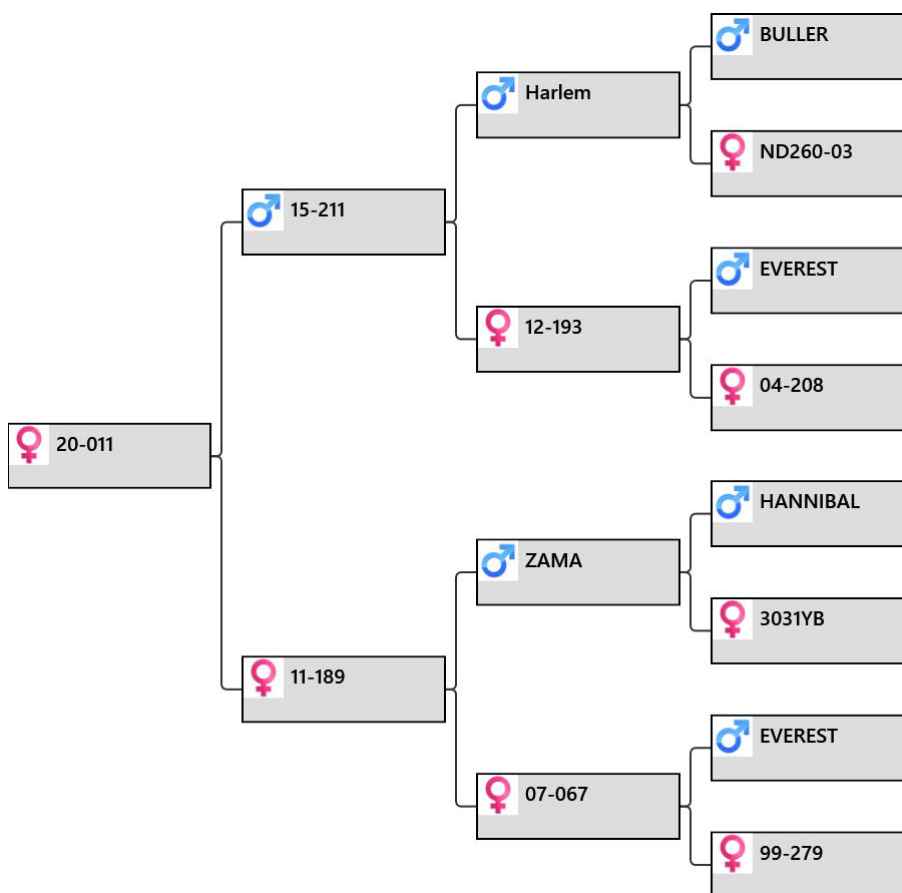 BULLER
Harlem
ND260-03
15-211
EVEREST
12-193
04-208
20-011
HANNIBAL
ZAMA
3031YB
11-189
EVEREST
07-067
99-279